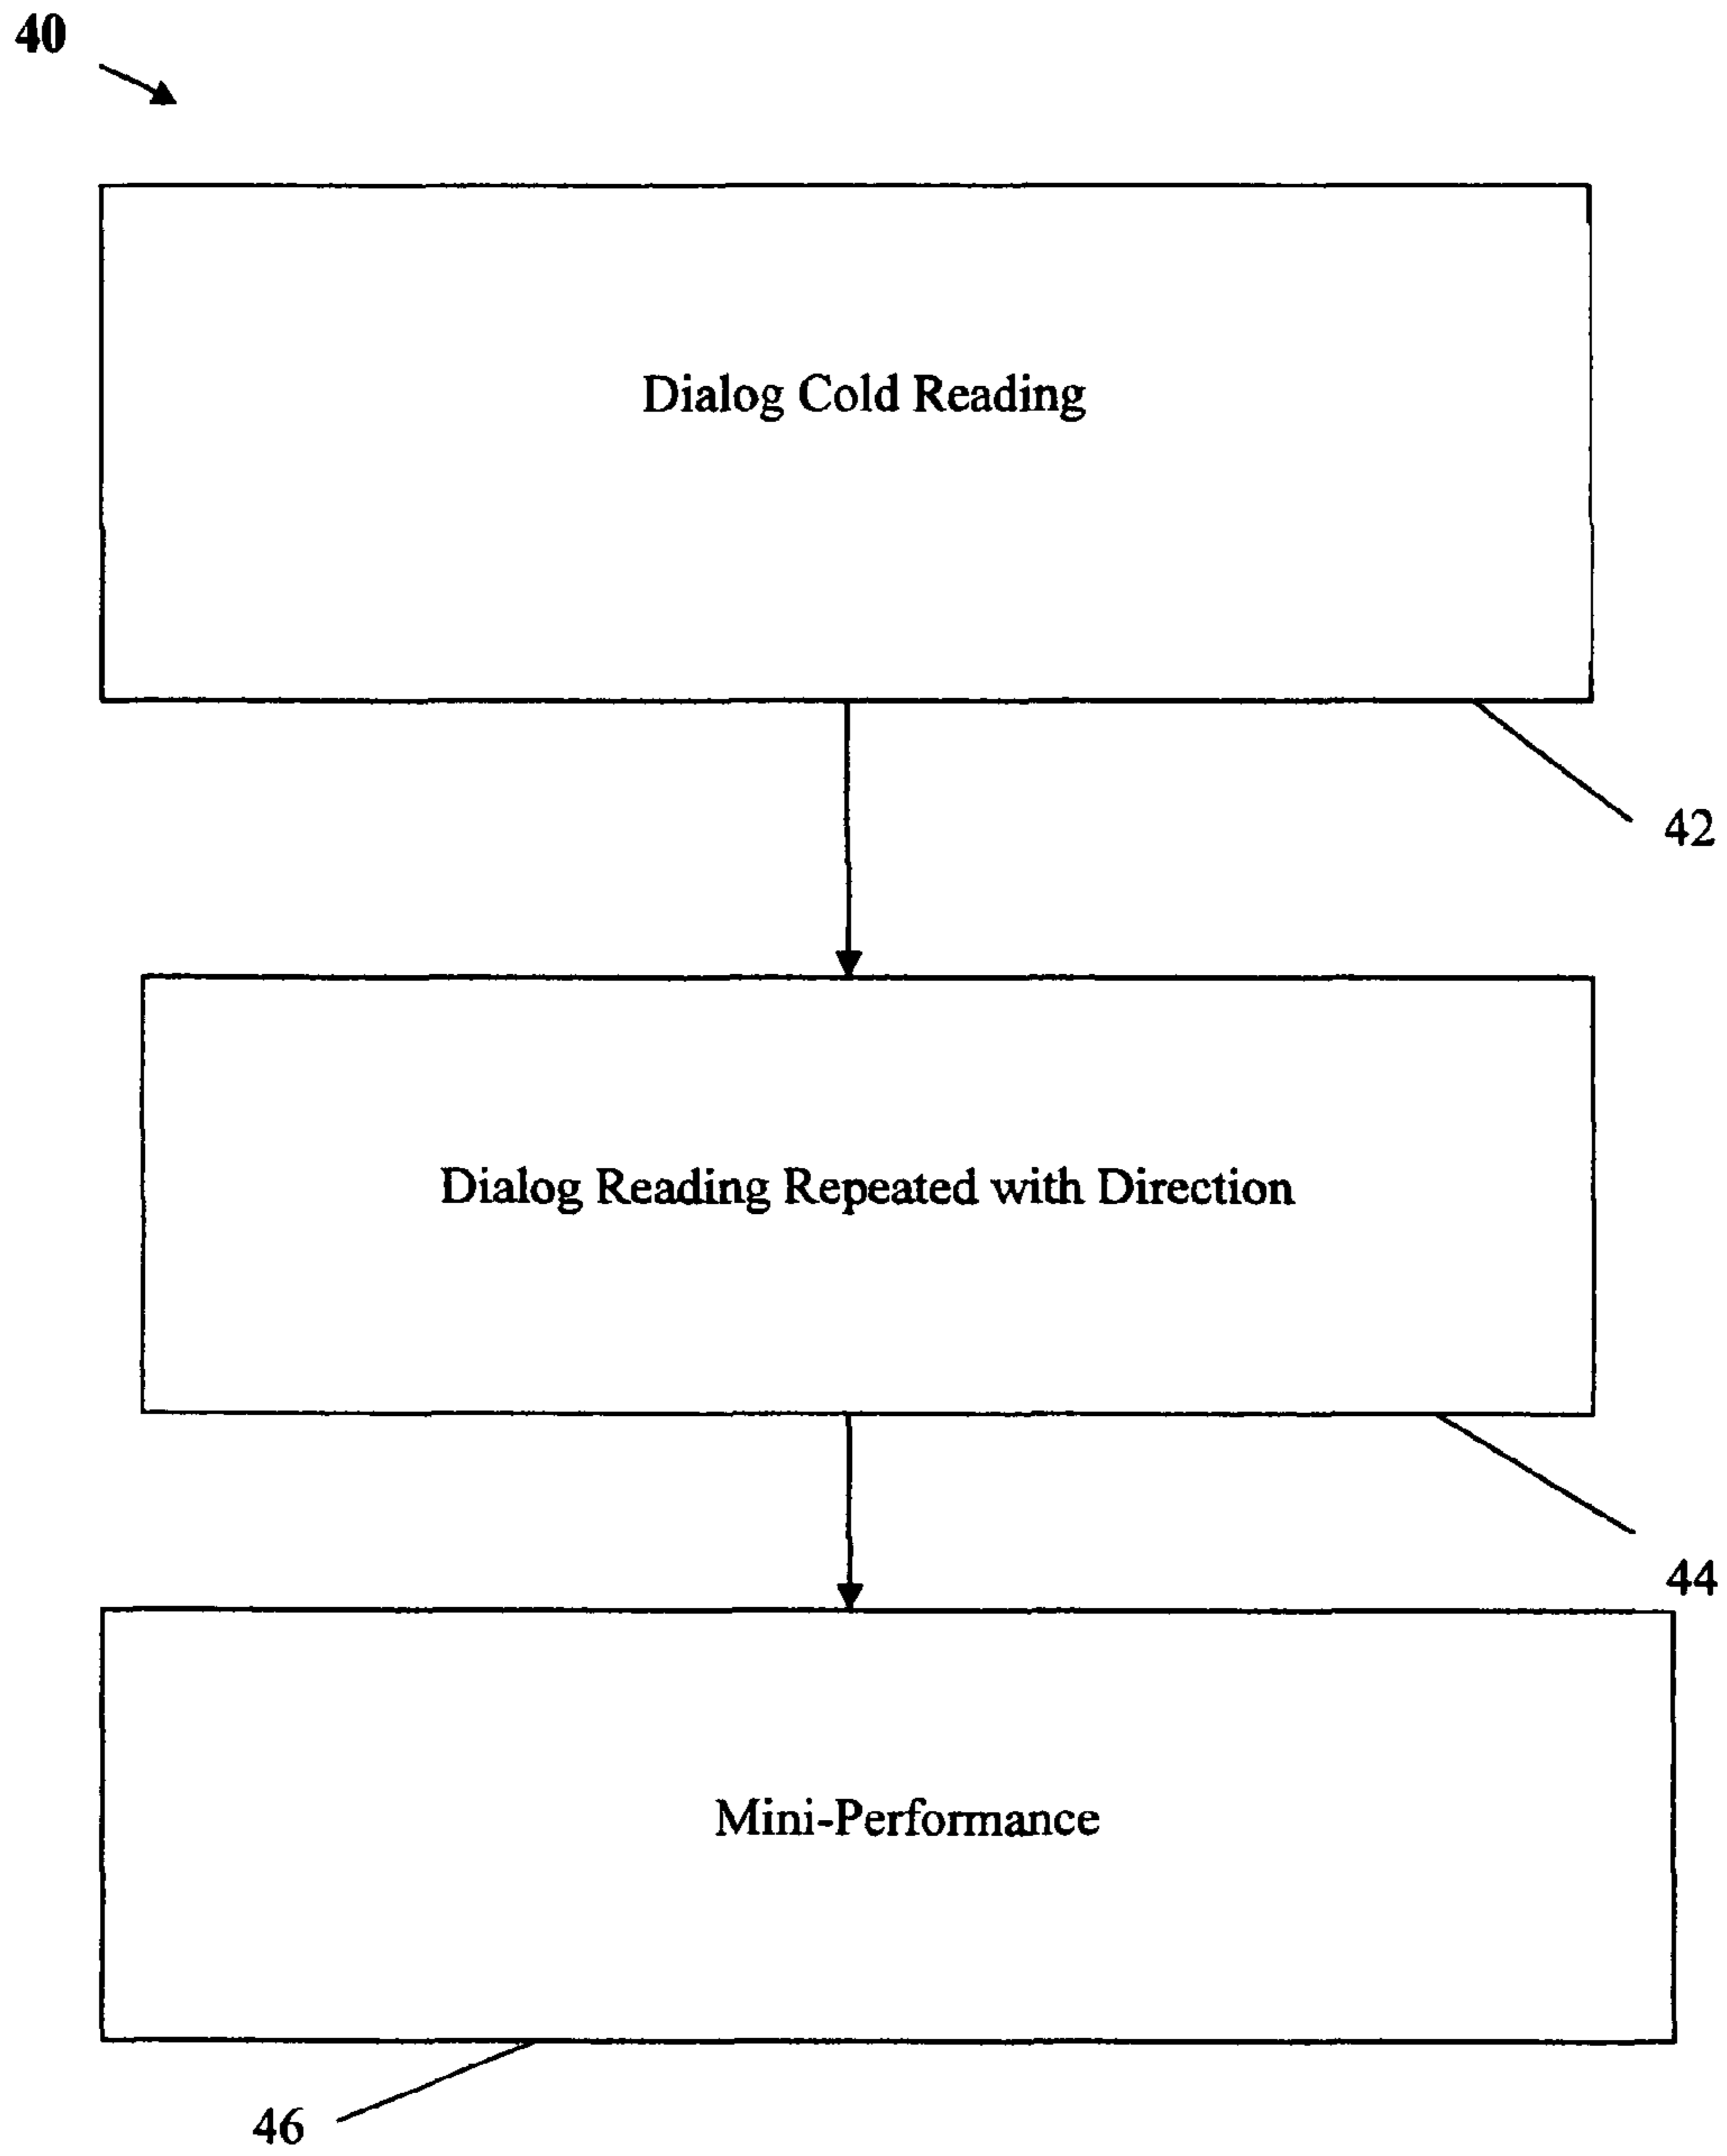 40
Dialog Cold Reading
42
Dialog Reading Repeated with Direction
44
Mini-Performance
46